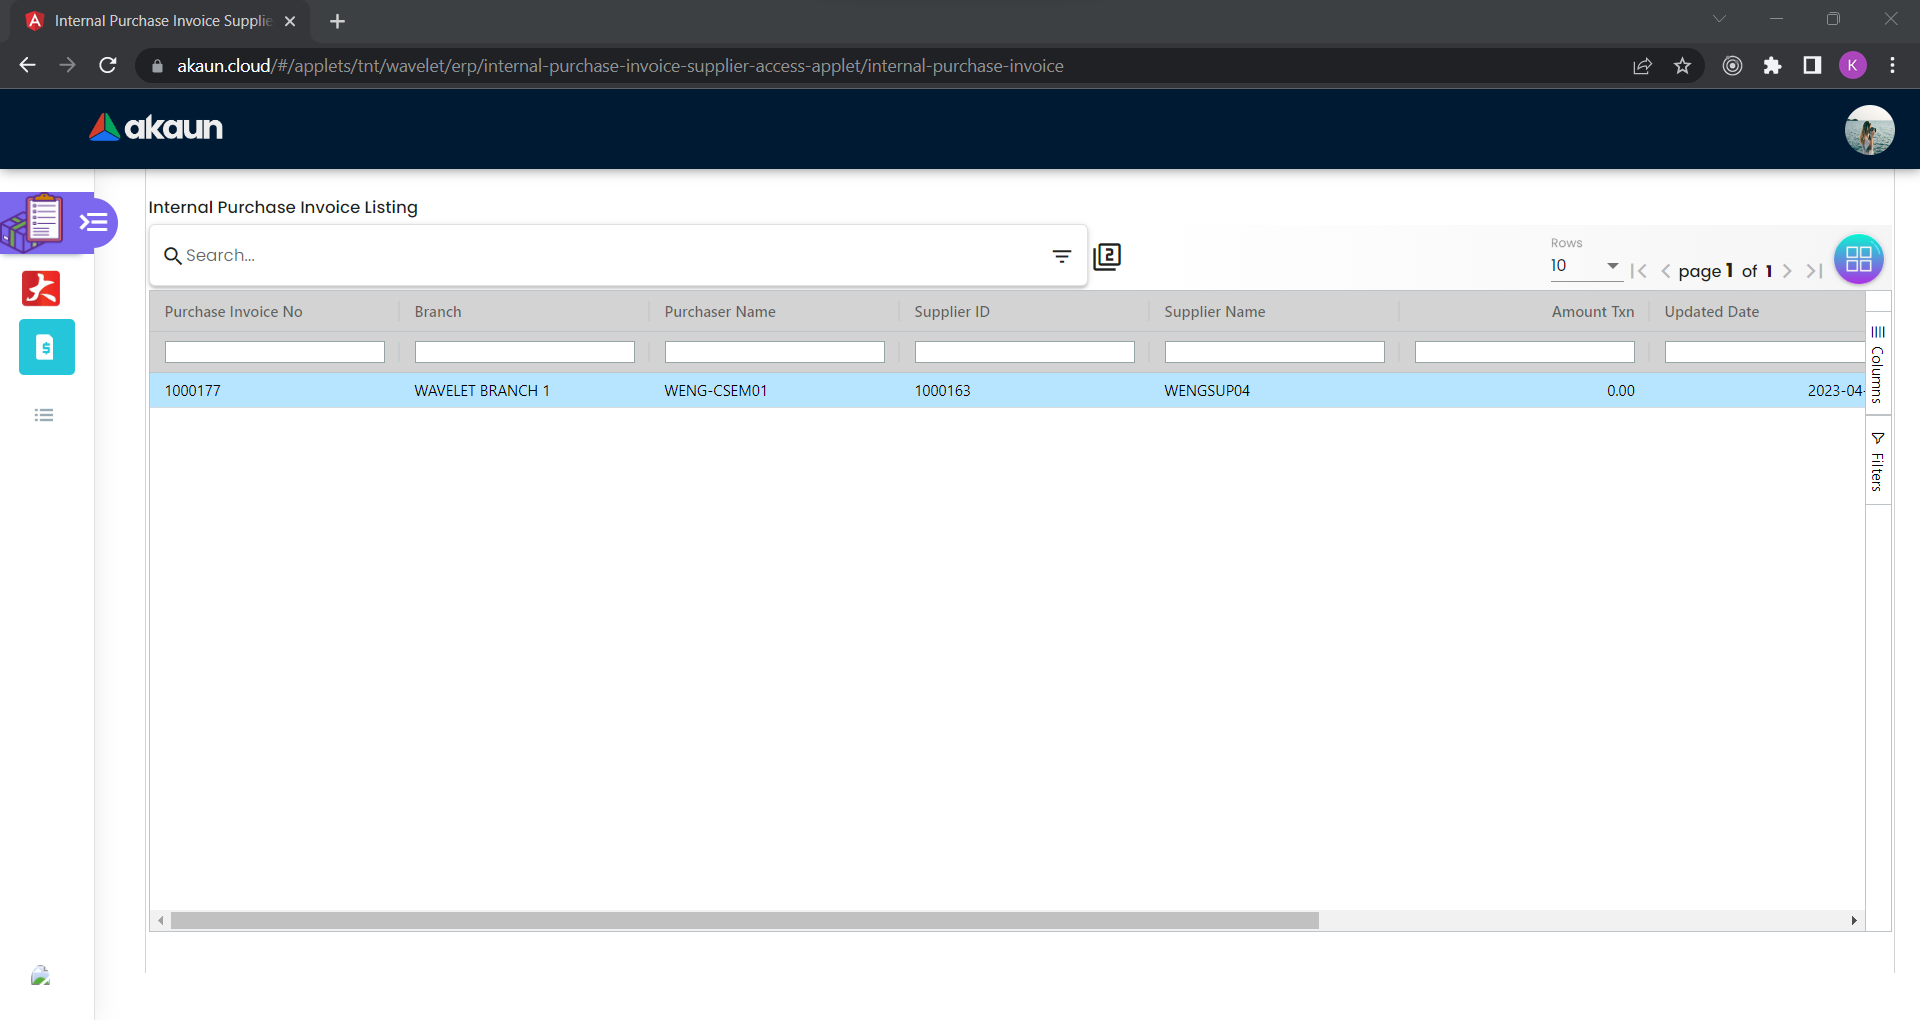 Internal Purchase Invoice Supplie
akaun.cloud/#/applets/tnt/wavelet/erp/internal-purchase-invoice-supplier-access-applet/internal-purchase-invoice
K
akaun
Internal Purchase Invoice Listing
Search...
2
Rows
10
page 1 of 1
Purchase Invoice No Branch Purchaser Name Supplier ID Supplier Name Amount Txn Updated Date
1000177 WAVELET BRANCH 1 WENG-CSEM01 1000163 WENGSUP04 0.00 2023-04-
Columns
Filters